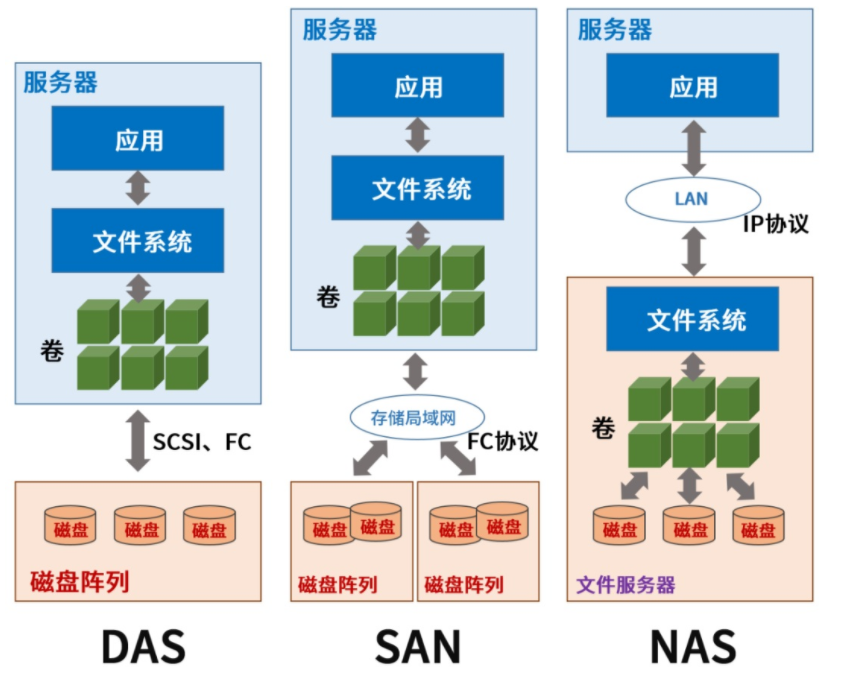 服务器
应用
文件系统
卷
SCSI、FC
磁盘
磁盘
磁盘
磁盘阵列
DAS
服务器
应用
文件系统
卷
存储局域网
FC协议
磁盘
磁盘
磁盘阵列
磁盘
磁盘
磁盘阵列
SAN
服务器
应用
LAN
IP协议
文件系统
卷
磁盘
磁盘
磁盘
文件服务器
NAS